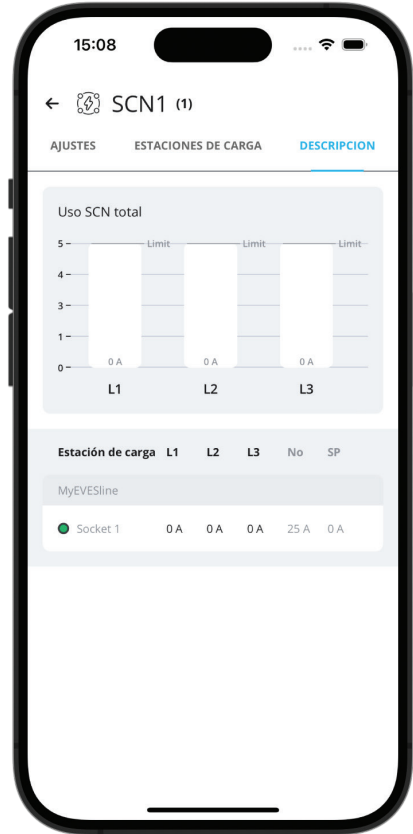 15:08
SCN1 (1)
AJUSTES ESTACIONES DE CARGA DESCRIPCION
Uso SCN total
5 Limit Limit Limit
4
3
1
0 0 A 0 A 0 A
L1 L2 L3
Estación de carga L1 L2 L3 No SP
MyEVESline
Socket 1 0 A 0 A 0 A 25 A 0 A